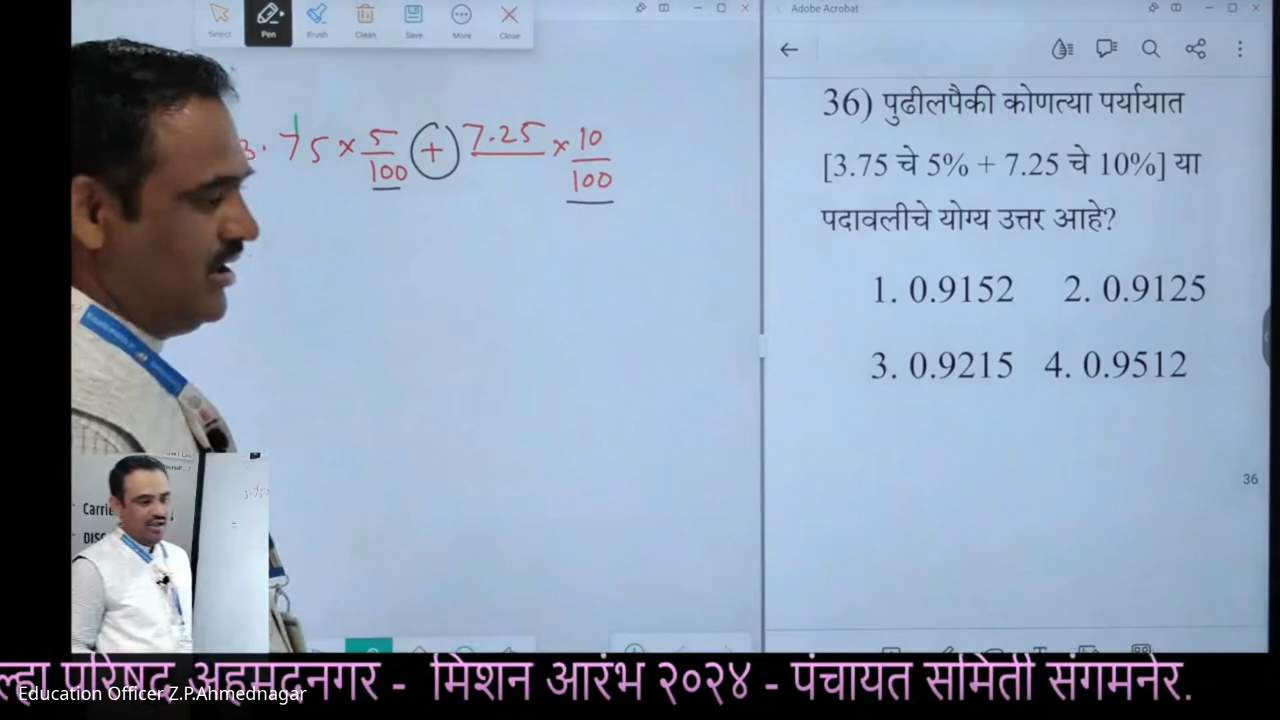 Select Pen Brush Clean Save More Close
Adobe Acrobat
3.75 × 5/100 + 7.25 × 10/100
36) पुढीलपैकी कोणत्या पर्यायात
[3.75 चे 5% + 7.25 चे 10%] या
पदावलीचे योग्य उत्तर आहे?
1. 0.9152 2. 0.9125
3. 0.9215 4. 0.9512
36
Carrie
DISC
ल्हा परिषद अहमदनगर - मिशन आरंभ २०२४ - पंचायत समिती संगमनेर.
Education Officer Z.P.Ahmednagar